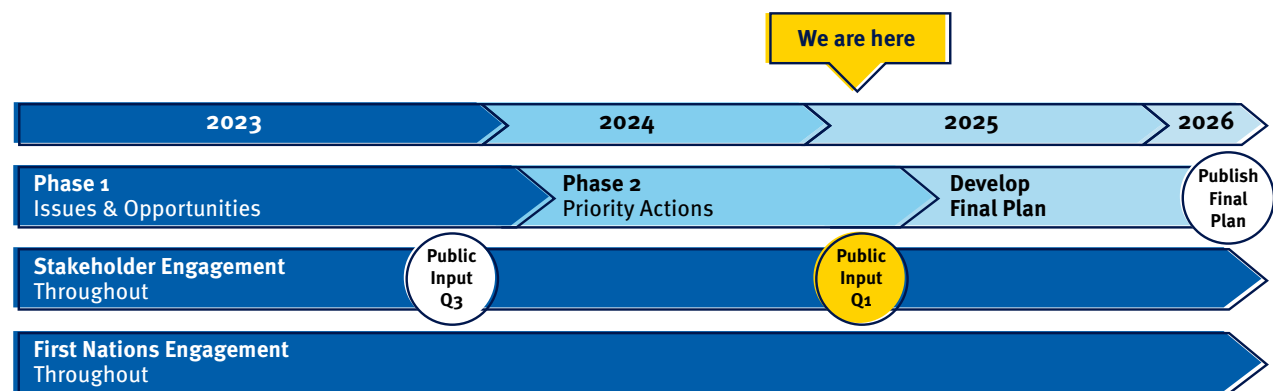 We are here
2023
2024
2025
2026
Phase 1
Issues & Opportunities
Phase 2
Priority Actions
Develop
Final Plan
Publish
Final
Plan
Stakeholder Engagement
Throughout
Public
Input
Q3
Public
Input
Q1
First Nations Engagement
Throughout